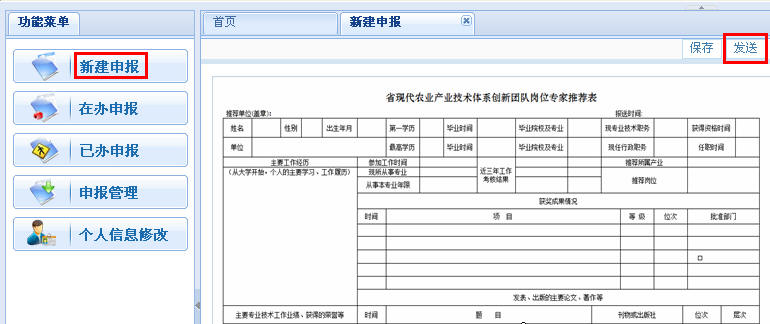 功能菜单
首页
新建申报
保存
发送
新建申报
在办申报
已办申报
申报管理
个人信息修改
省现代农业产业技术体系创新团队岗位专家推荐表
推荐单位(盖章): 报送时间:
姓名 性别 出生年月 第一学历 毕业时间 毕业院校及专业 现专业技术职务 获得资格时间
单位 最高学历 毕业时间 毕业院校及专业 现任行政职务 任职时间
主要工作经历 参加工作时间 近三年工作 推荐所属产业
(从大学开始,个人的主要学习、工作履历) 现所从事专业 考核结果 推荐岗位
从事本专业年限
获奖成果情况
时间 项 目 等 级 位次 批准部门
发表、出版的主要论文、著作等
主要专业技术工作业绩、获得的荣誉等 时间 题 目 刊物或出版社 位次 层次